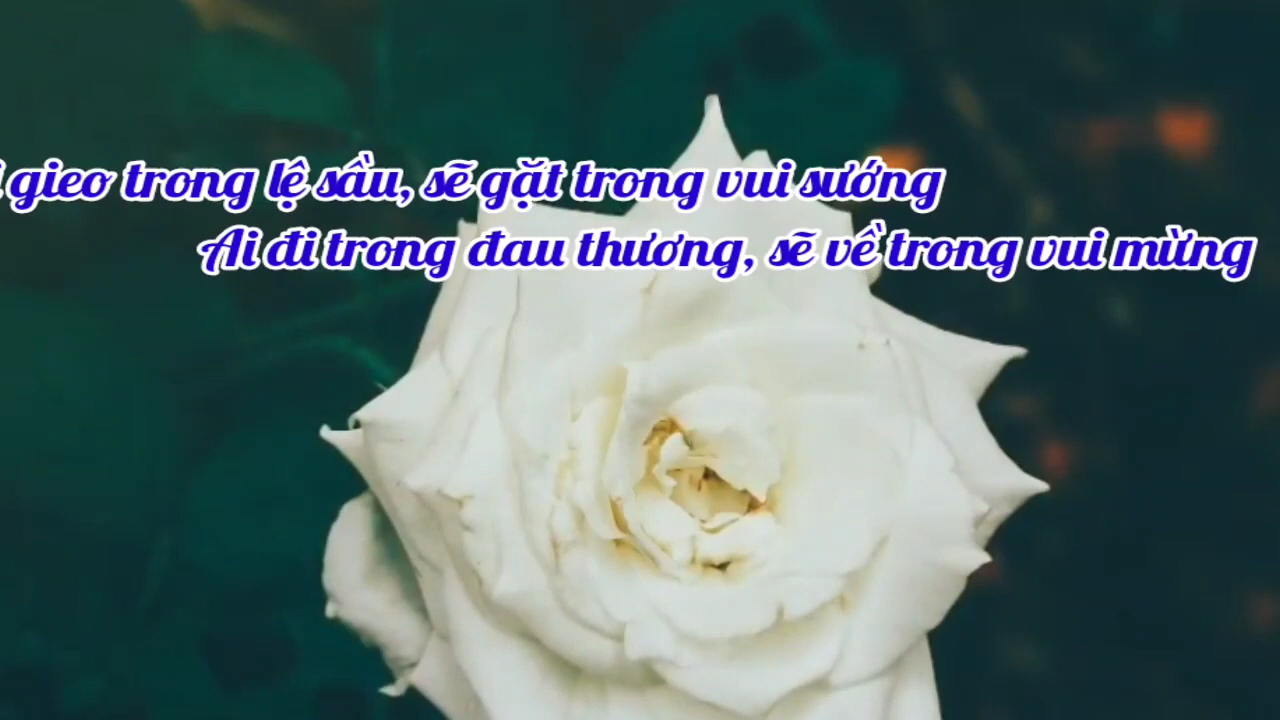 gieo trong lệ sầu, sẽ gặt trong vui sướng
Ai đi trong đau thương, sẽ về trong vui mừng